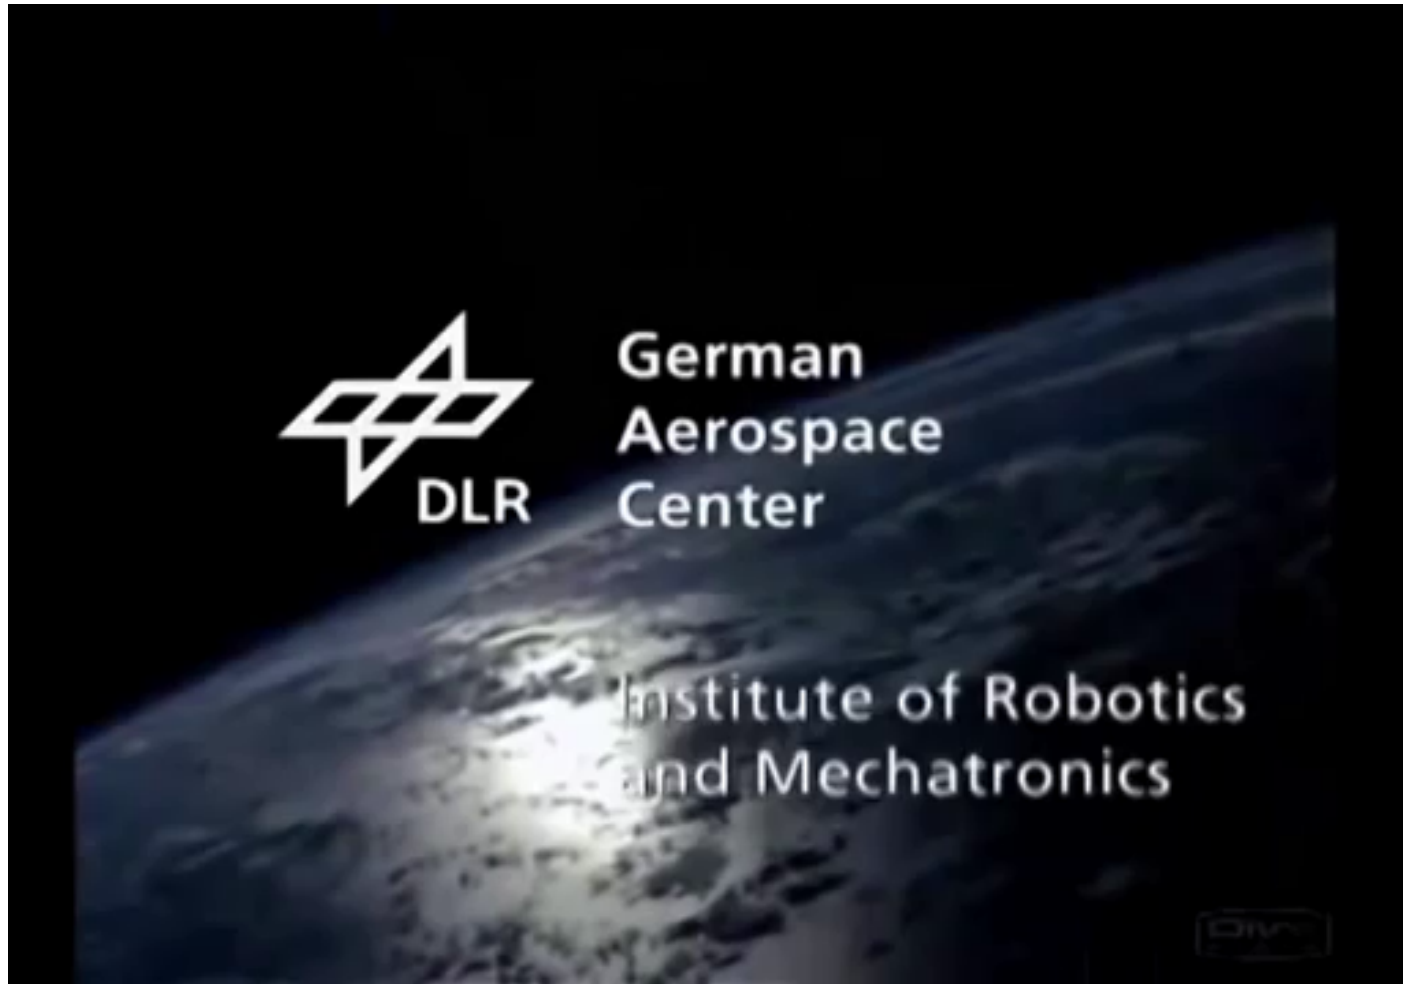 DLR
German
Aerospace
Center
Institute of Robotics
and Mechatronics